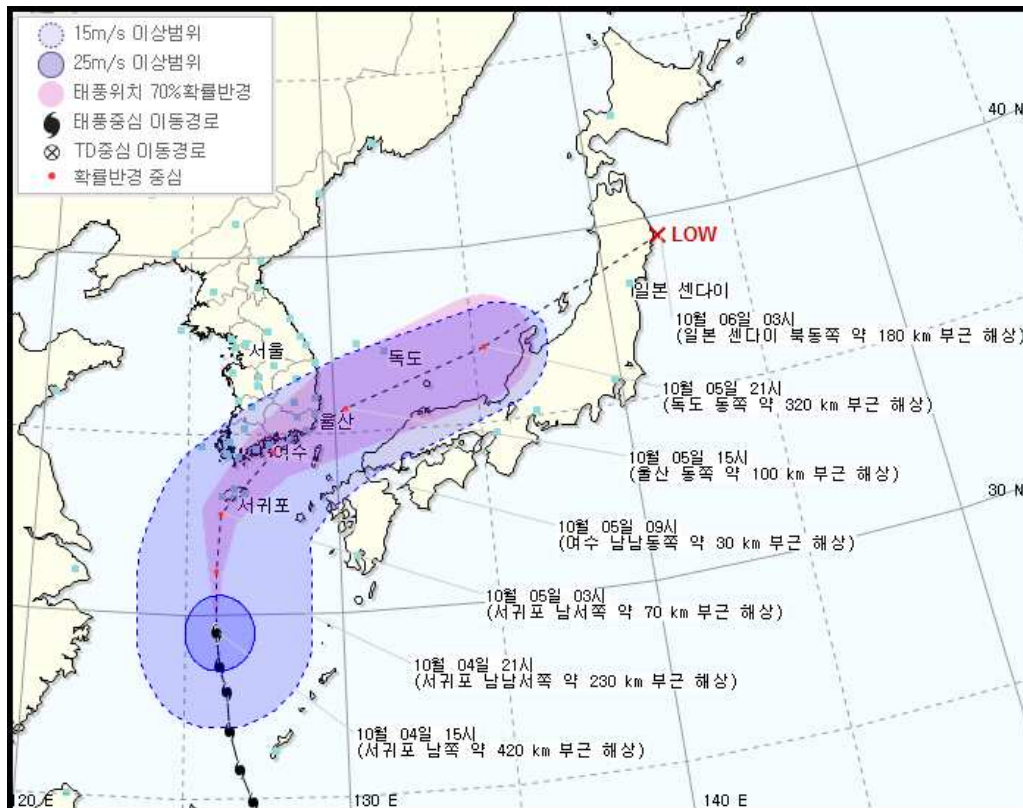 15m/s 이상범위
25m/s 이상범위
태풍위치 70%확률반경
태풍중심 이동경로
TD중심 이동경로
확률반경 중심
40 N
LOW
일본 센다이
10월 06일 03시
(일본 센다이 북동쪽 약 180 km 부근 해상)
서울
독도
10월 05일 21시
(독도 동쪽 약 320 km 부근 해상)
울산
여수
10월 05일 15시
(울산 동쪽 약 100 km 부근 해상)
30 N
서귀포
10월 05일 09시
(여수 남남동쪽 약 30 km 부근 해상)
10월 05일 03시
(서귀포 남서쪽 약 70 km 부근 해상)
10월 04일 21시
(서귀포 남남서쪽 약 230 km 부근 해상)
10월 04일 15시
(서귀포 남쪽 약 420 km 부근 해상)
20 E
130 E
140 E